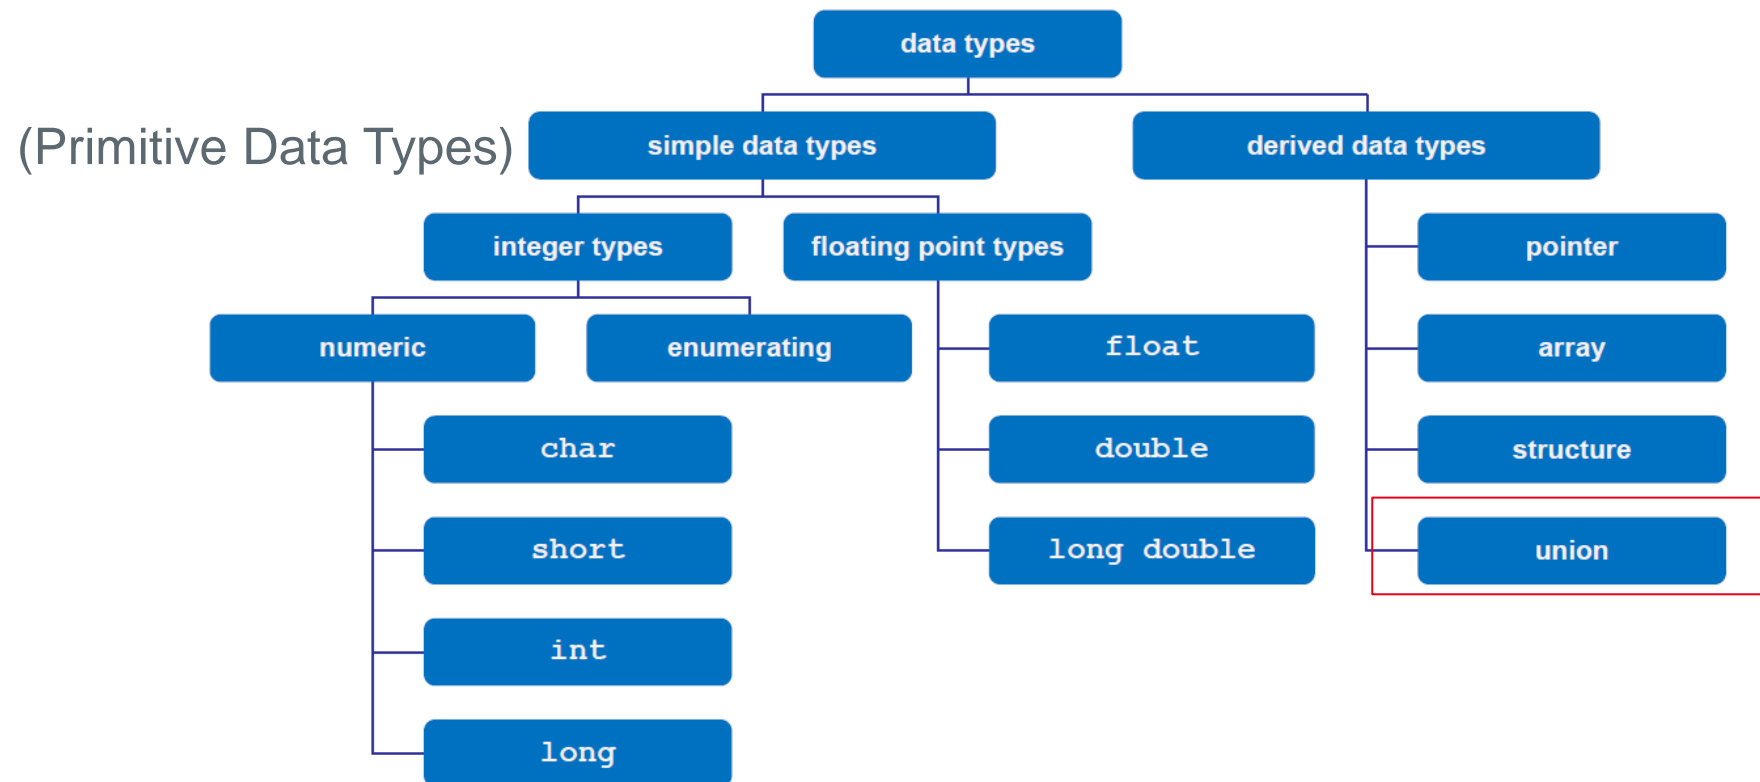 data types
(Primitive Data Types)
simple data types
derived data types
integer types
floating point types
pointer
numeric
enumerating
float
array
char
double
structure
short
long double
union
int
long